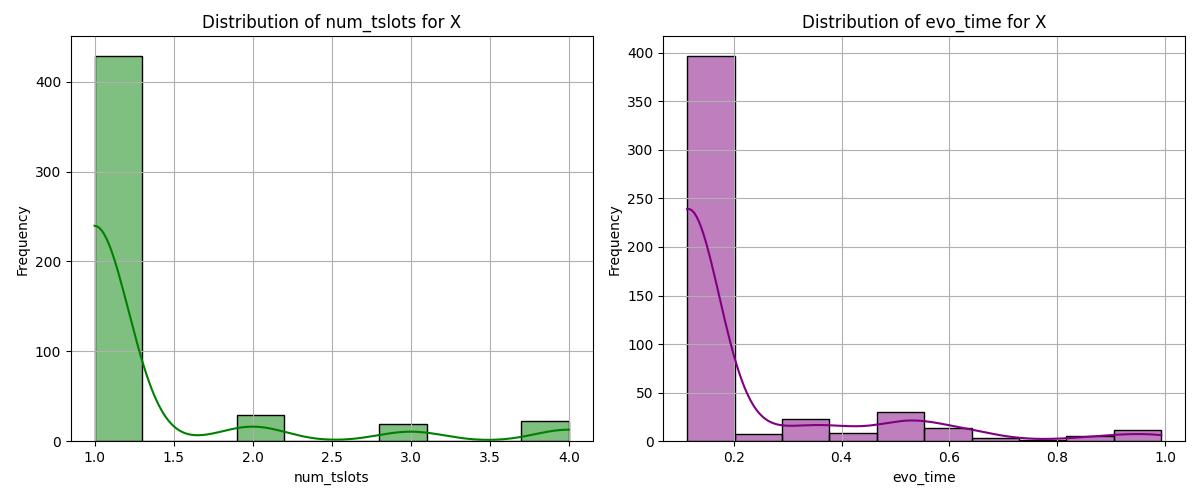 Distribution of num_tslots for X
Frequency
400
300
200
100
0
1.0 1.5 2.0 2.5 3.0 3.5 4.0
num_tslots
Distribution of evo_time for X
Frequency
400
350
300
250
200
150
100
50
0
0.2 0.4 0.6 0.8 1.0
evo_time